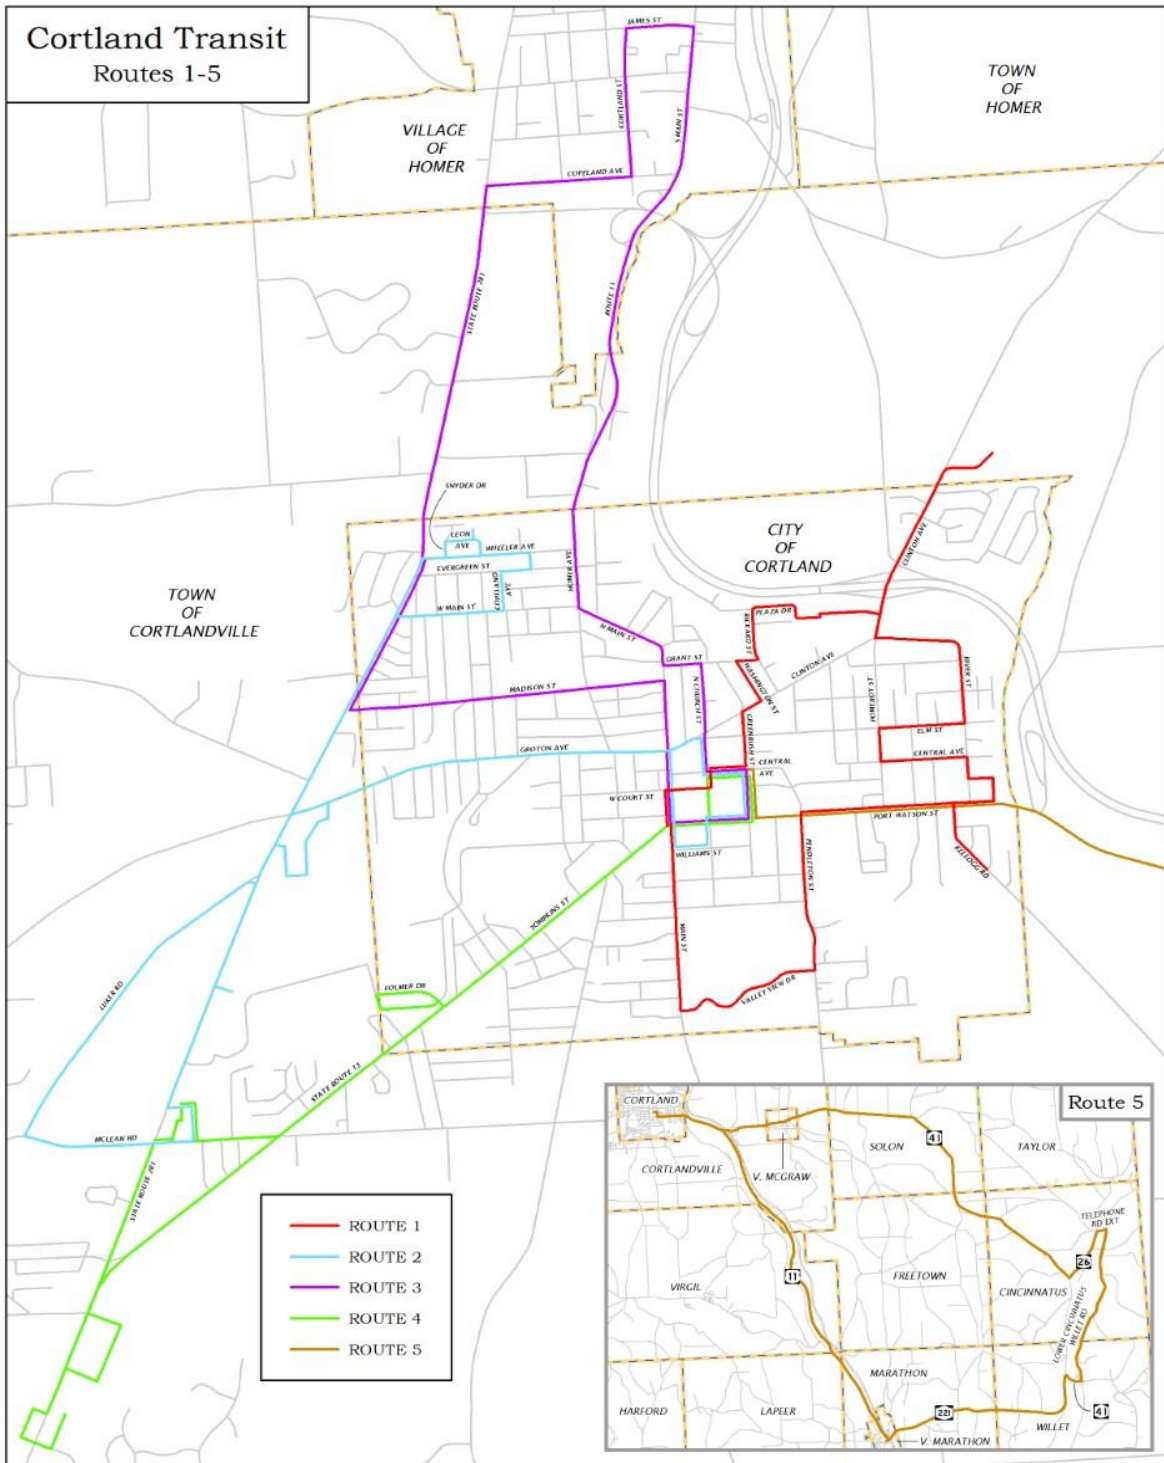 Cortland Transit
Routes 1-5
JAMES ST
TOWN
OF
HOMER
VILLAGE
OF
HOMER
CORTLAND ST
S MAIN ST
COPELAND AVE
STATE ROUTE 281
ROUTE 11
SNYDER DR
LEON
AVE
WHEELER AVE
EVERGREEN ST
COPELAND
AVE
W MAIN ST
HOMER AVE
CITY
OF
CORTLAND
CLINTON AVE
TOWN
OF
CORTLANDVILLE
N MAIN ST
PLAZA DR
RICKARD ST
GRANT ST
CLINTON AVE
WASHINGTON ST
RIVER ST
MADISON ST
N CHURCH ST
POMEROY ST
GREENBUSH ST
ELM ST
GROTON AVE
CENTRAL
AVE
CENTRAL AVE
W COURT ST
PORT WATSON ST
WILLIAMS ST
PENDLETON ST
KELLOGG RD
TOMPKINS ST
MAIN ST
LUKER RD
FOLMER DR
VALLEY VIEW DR
STATE ROUTE 13
MCLEAN RD
STATE ROUTE 281
ROUTE 1
ROUTE 2
ROUTE 3
ROUTE 4
ROUTE 5
Route 5
CORTLAND
41
SOLON
TAYLOR
CORTLANDVILLE
V. MCGRAW
TELEPHONE
RD EXT
26
11
FREETOWN
VIRGIL
CINCINNATUS
LOWER CINCINNATUS
WILLET RD
MARATHON
HARFORD
LAPEER
221
41
WILLET
V. MARATHON